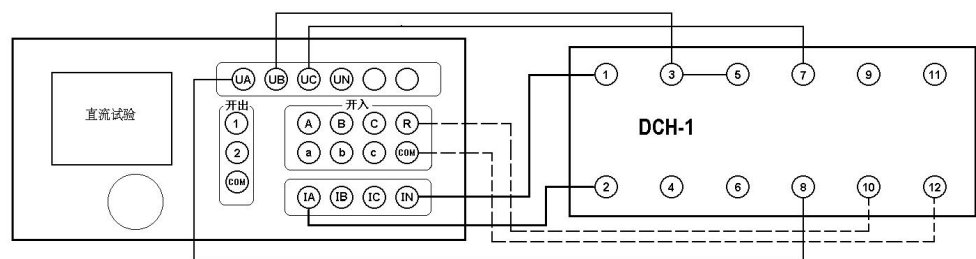 UA UB UC UN
1 3 5 7 9 11
直流试验
开出 开入
1 A B C R
DCH-1
2 a b c COM
COM
IA IB IC IN
2 4 6 8 10 12